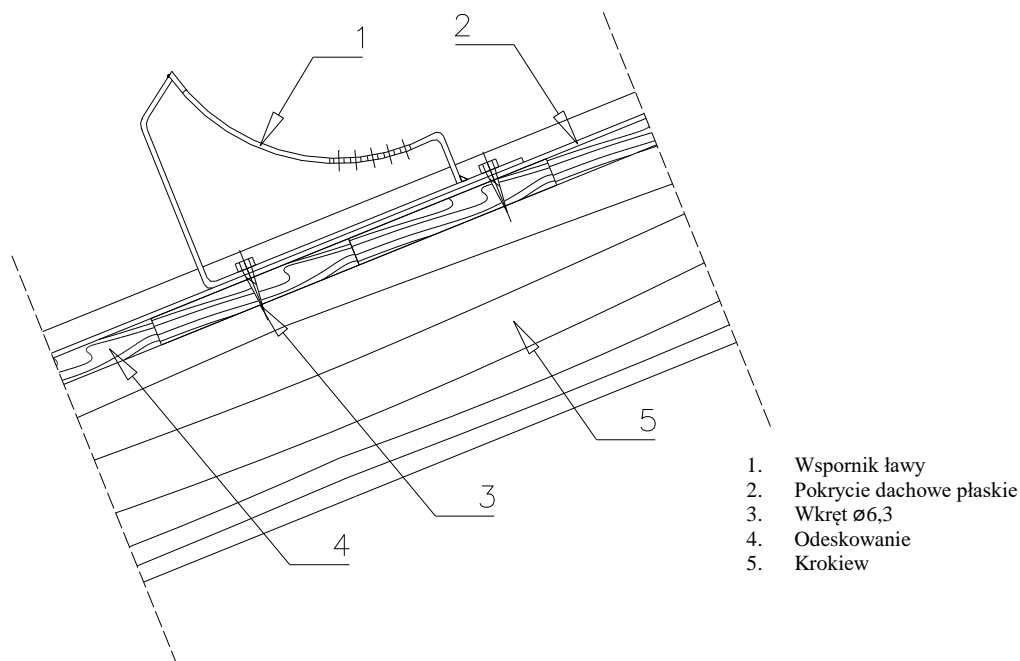 1
2
5
3
4
1. Wspornik ławy
2. Pokrycie dachowe płaskie
3. Wkręt ø6,3
4. Odeskowanie
5. Krokiew